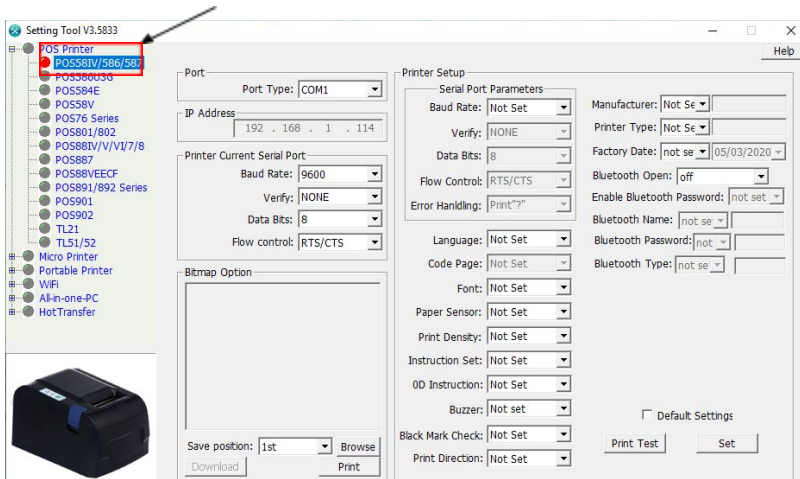 Setting Tool V3.5833
Help
POS Printer
POS58IV/586/587
POS586U3G
POS584E
POS58V
POS76 Series
POS801/802
POS88IV/V/VI/7/8
POS887
POS88VEECF
POS891/892 Series
POS901
POS902
TL21
TL51/52
Micro Printer
Portable Printer
WiFi
All-in-one-PC
HotTransfer
Port
Port Type: COM1
IP Address
192 . 168 . 1 . 114
Printer Current Serial Port
Baud Rate: 9600
Verify: NONE
Data Bits: 8
Flow control: RTS/CTS
Bitmap Option
Save position: 1st
Browse
Download
Print
Printer Setup
Serial Port Parameters
Baud Rate: Not Set
Verify: NONE
Data Bits: 8
Flow Control: RTS/CTS
Error Hanldling: Print"?"
Language: Not Set
Code Page: Not Set
Font: Not Set
Paper Sensor: Not Set
Print Density: Not Set
Instruction Set: Not Set
0D Instruction: Not Set
Buzzer: Not set
Black Mark Check: Not Set
Print Direction: Not Set
Manufacturer: Not Se
Printer Type: Not Se
Factory Date: not se 05/03/2020
Bluetooth Open: off
Enable Bluetooth Password: not set
Bluetooth Name: not se
Bluetooth Password: not
Bluetooth Type: not se
Default Settings
Print Test
Set